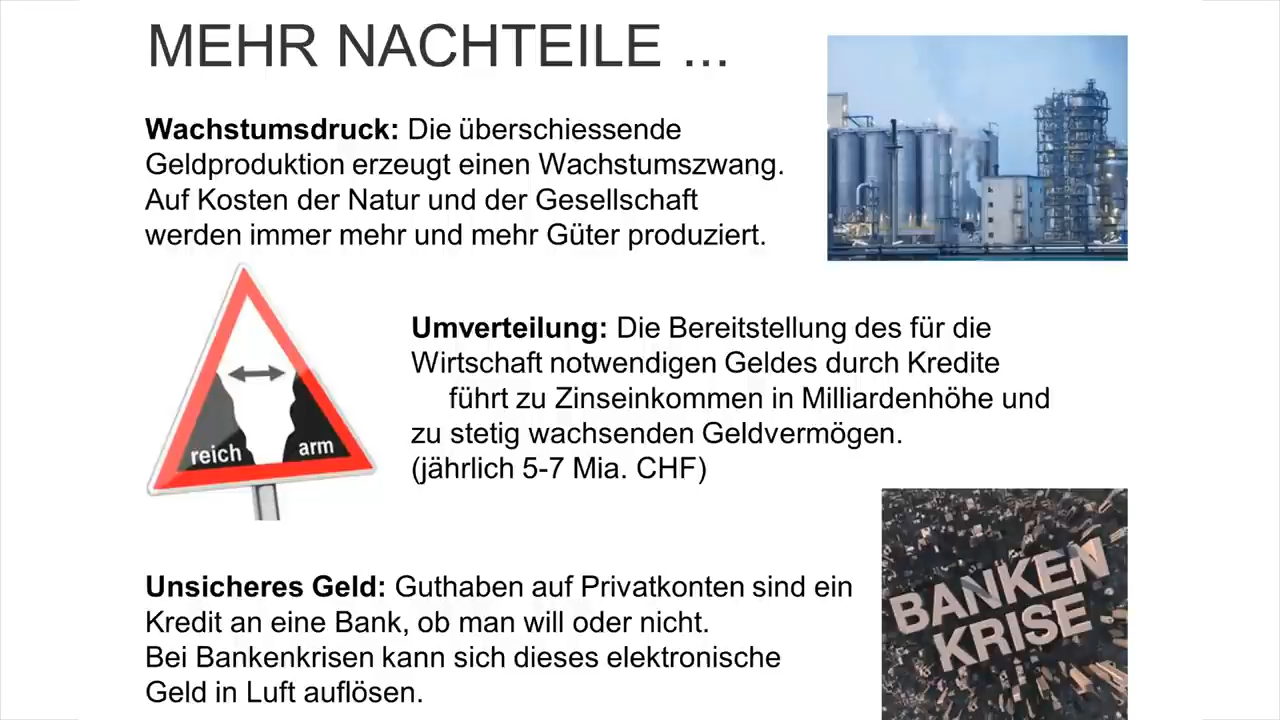 MEHR NACHTEILE ...
Wachstumsdruck: Die überschiessende
Geldproduktion erzeugt einen Wachstumszwang.
Auf Kosten der Natur und der Gesellschaft
werden immer mehr und mehr Güter produziert.
Umverteilung: Die Bereitstellung des für die
Wirtschaft notwendigen Geldes durch Kredite
führt zu Zinseinkommen in Milliardenhöhe und
zu stetig wachsenden Geldvermögen.
(jährlich 5-7 Mia. CHF)
reich arm
Unsicheres Geld: Guthaben auf Privatkonten sind ein
Kredit an eine Bank, ob man will oder nicht.
Bei Bankenkrisen kann sich dieses elektronische
Geld in Luft auflösen.
BANKEN
KRISE